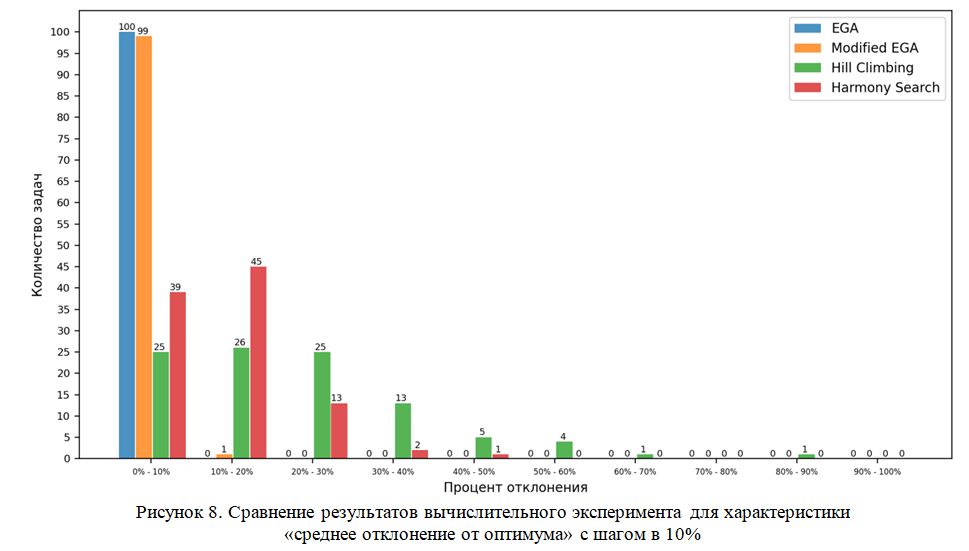 EGA
Modified EGA
Hill Climbing
Harmony Search
Количество задач
100
95
90
85
80
75
70
65
60
55
50
45
40
35
30
25
20
15
10
5
0
100 99 25 39
0 1 26 45
0 0 25 13
0 0 13 2
0 0 5 1
0 0 4 0
0 0 1 0
0 0 0 0
0 0 1 0
0 0 0 0
0% - 10% 10% - 20% 20% - 30% 30% - 40% 40% - 50% 50% - 60% 60% - 70% 70% - 80% 80% - 90% 90% - 100%
Процент отклонения
Рисунок 8. Сравнение результатов вычислительного эксперимента для характеристики
«среднее отклонение от оптимума» с шагом в 10%